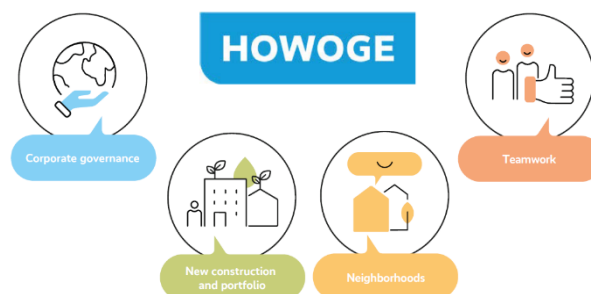 HOWOGE
Corporate governance
Teamwork
New construction
and portfolio
Neighborhoods